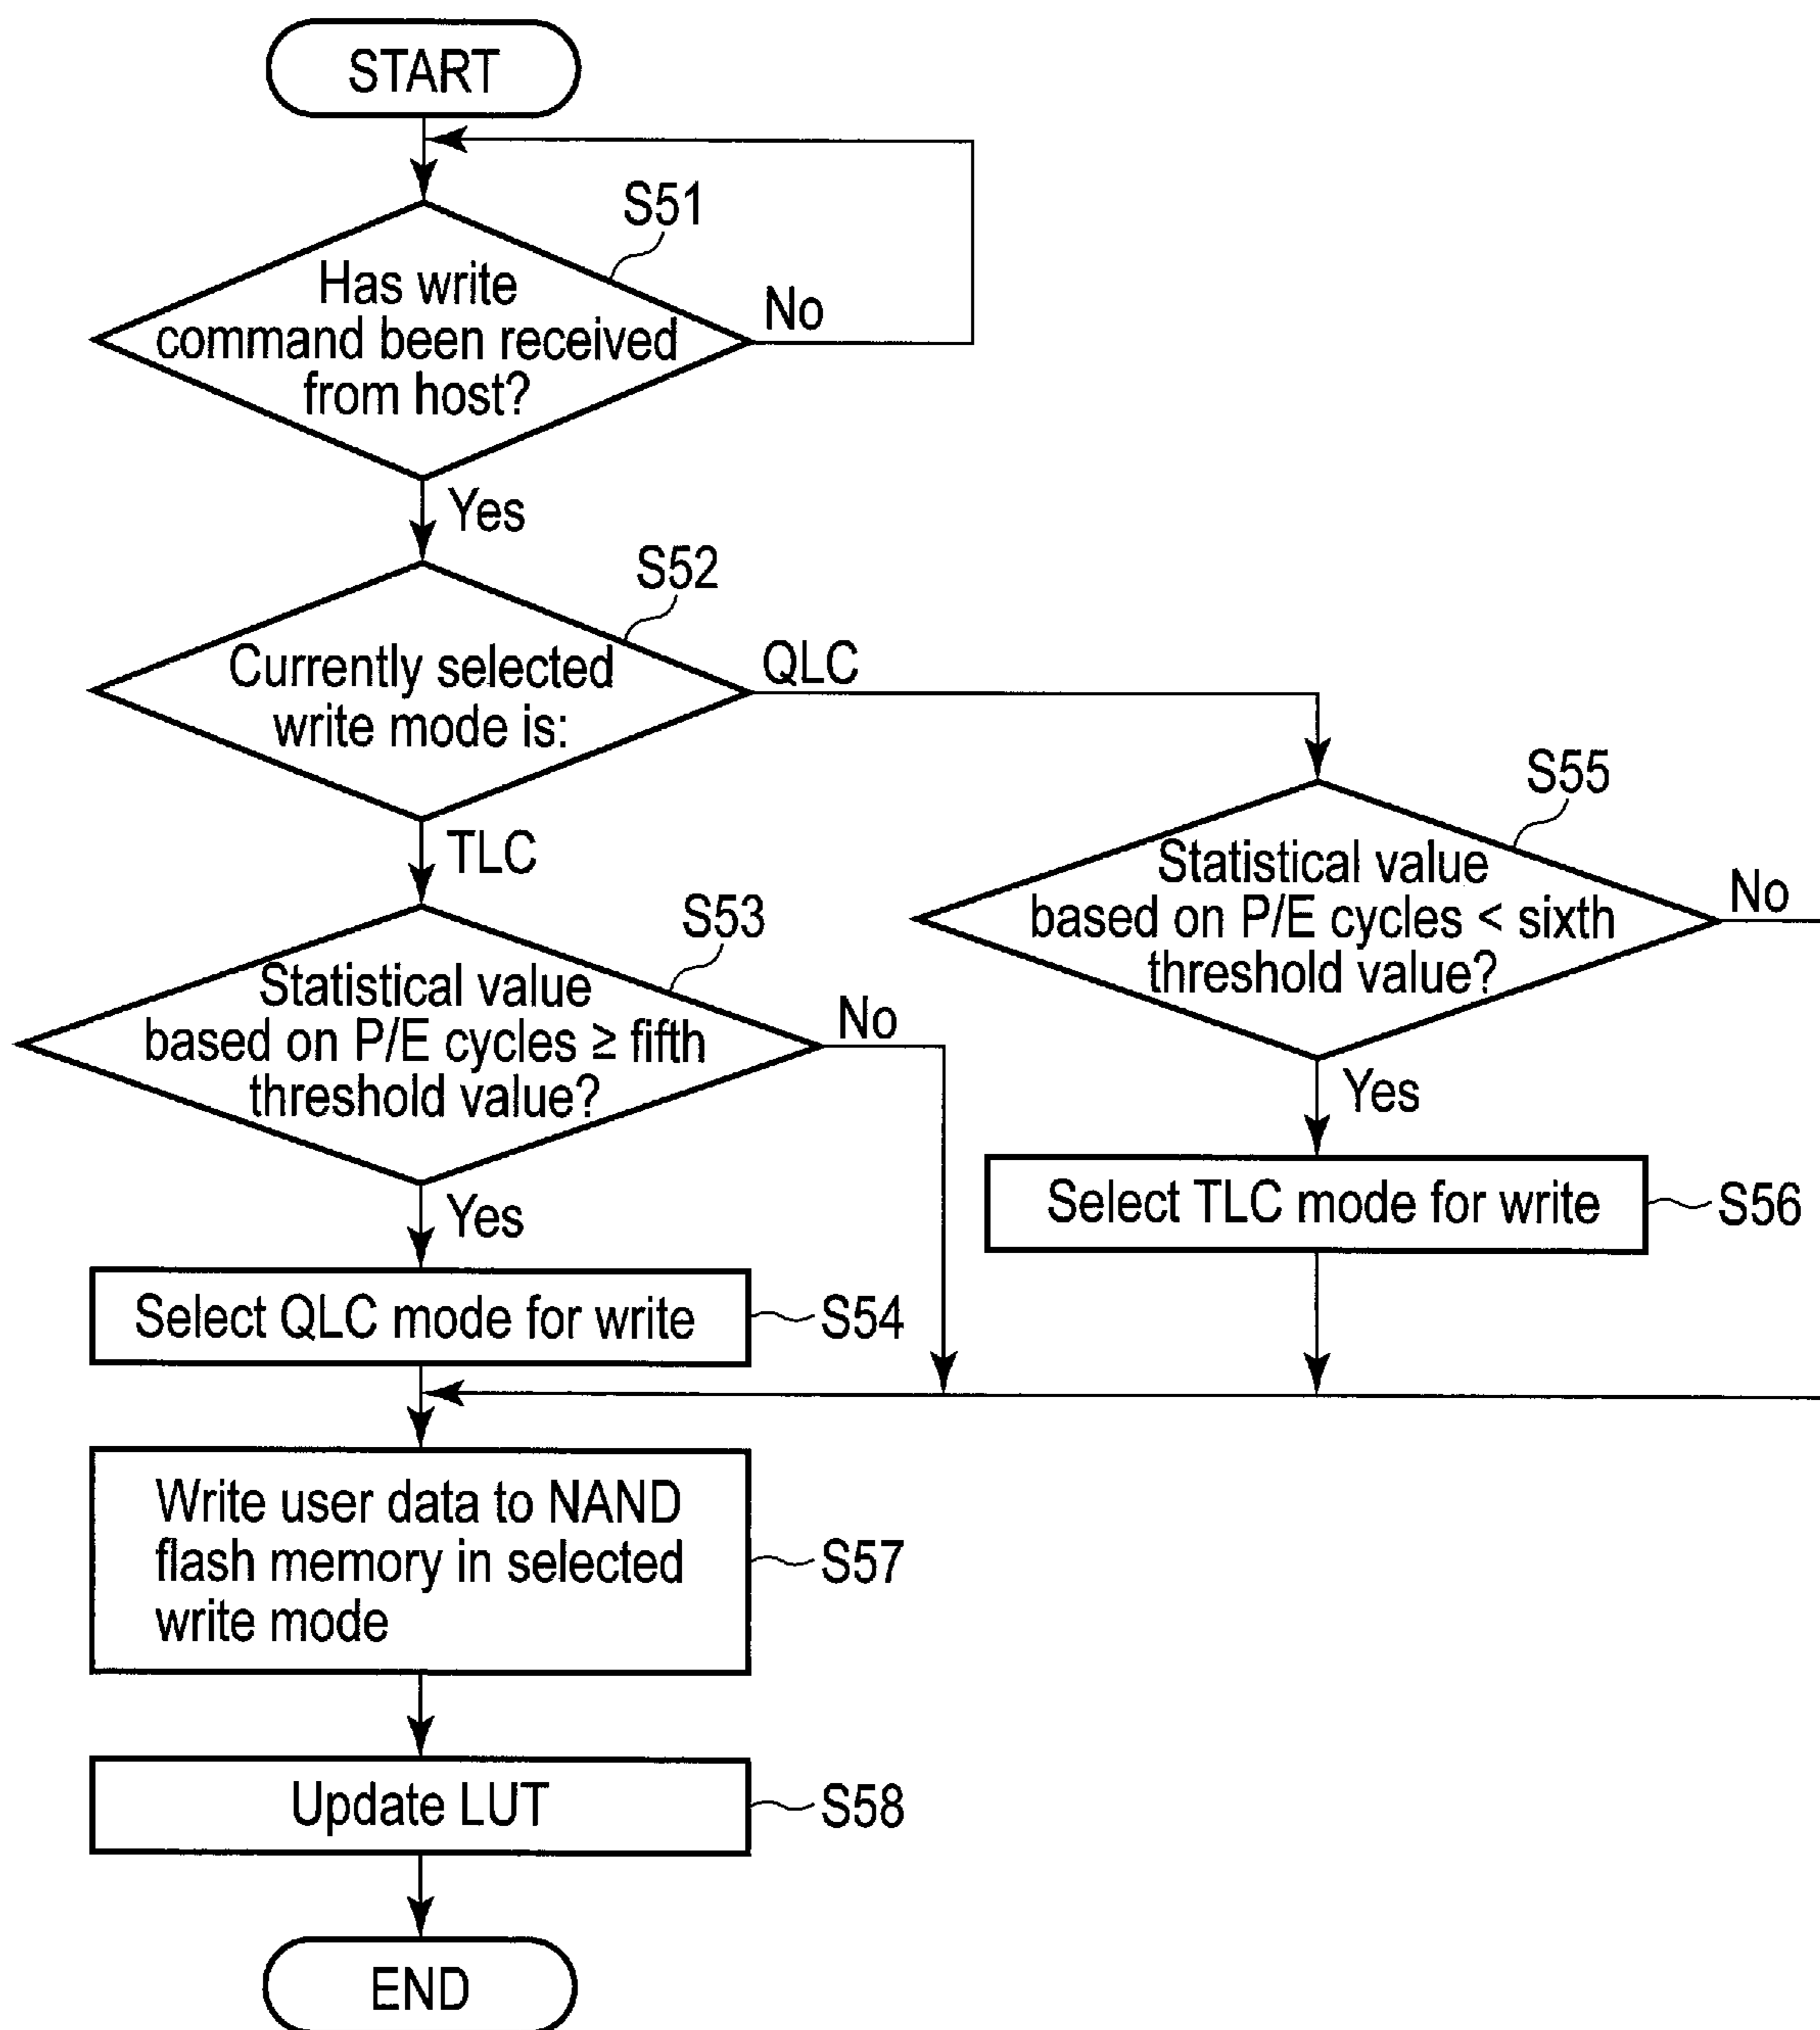 START
S51
Has write
command been received
from host?
No
Yes
S52
Currently selected
write mode is:
QLC
TLC
S55
Statistical value
based on P/E cycles < sixth
threshold value?
No
Yes
S53
Statistical value
based on P/E cycles ≥ fifth
threshold value?
No
Yes
Select TLC mode for write
S56
Select QLC mode for write
S54
Write user data to NAND
flash memory in selected
write mode
S57
Update LUT
S58
END